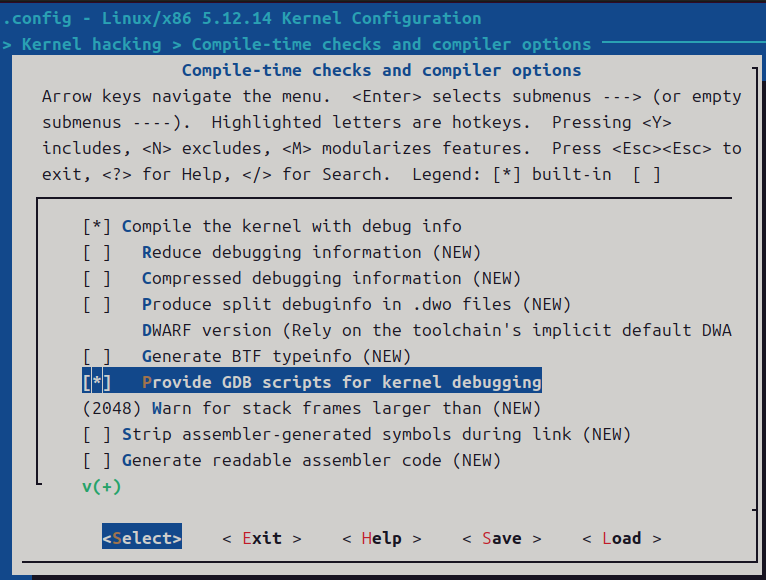 .config - Linux/x86 5.12.14 Kernel Configuration
> Kernel hacking > Compile-time checks and compiler options
Compile-time checks and compiler options
Arrow keys navigate the menu.  <Enter> selects submenus ---> (or empty
submenus ----).  Highlighted letters are hotkeys.  Pressing <Y>
includes, <N> excludes, <M> modularizes features.  Press <Esc><Esc> to
exit, <?> for Help, </> for Search.  Legend: [*] built-in  [ ]
[*] Compile the kernel with debug info
[ ]   Reduce debugging information (NEW)
[ ]   Compressed debugging information (NEW)
[ ]   Produce split debuginfo in .dwo files (NEW)
DWARF version (Rely on the toolchain's implicit default DWA
[ ]   Generate BTF typeinfo (NEW)
[*]   Provide GDB scripts for kernel debugging
(2048) Warn for stack frames larger than (NEW)
[ ] Strip assembler-generated symbols during link (NEW)
[ ] Generate readable assembler code (NEW)
v(+)
<Select>    < Exit >    < Help >    < Save >    < Load >